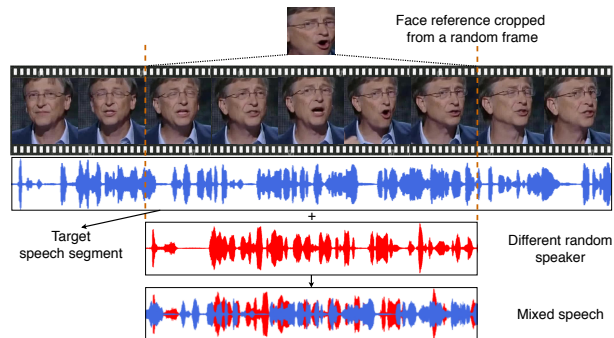 Face reference cropped
from a random frame
+
Target
speech segment
Different random
speaker
Mixed speech